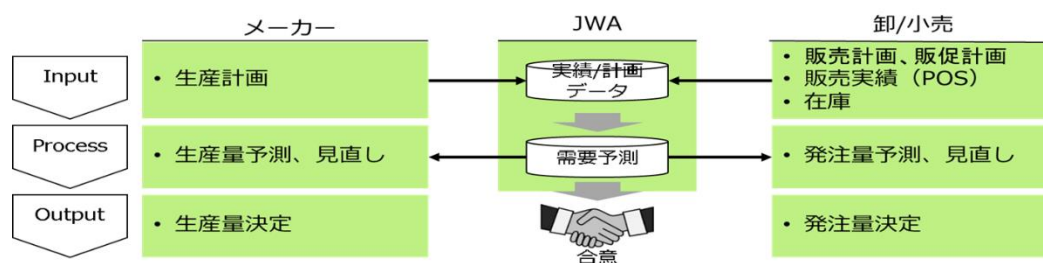 メーカー
JWA
卸/小売
Input
• 生産計画
実績/計画
データ
• 販売計画、販促計画
• 販売実績（POS）
• 在庫
Process
• 生産量予測、見直し
需要予測
• 発注量予測、見直し
Output
• 生産量決定
合意
• 発注量決定